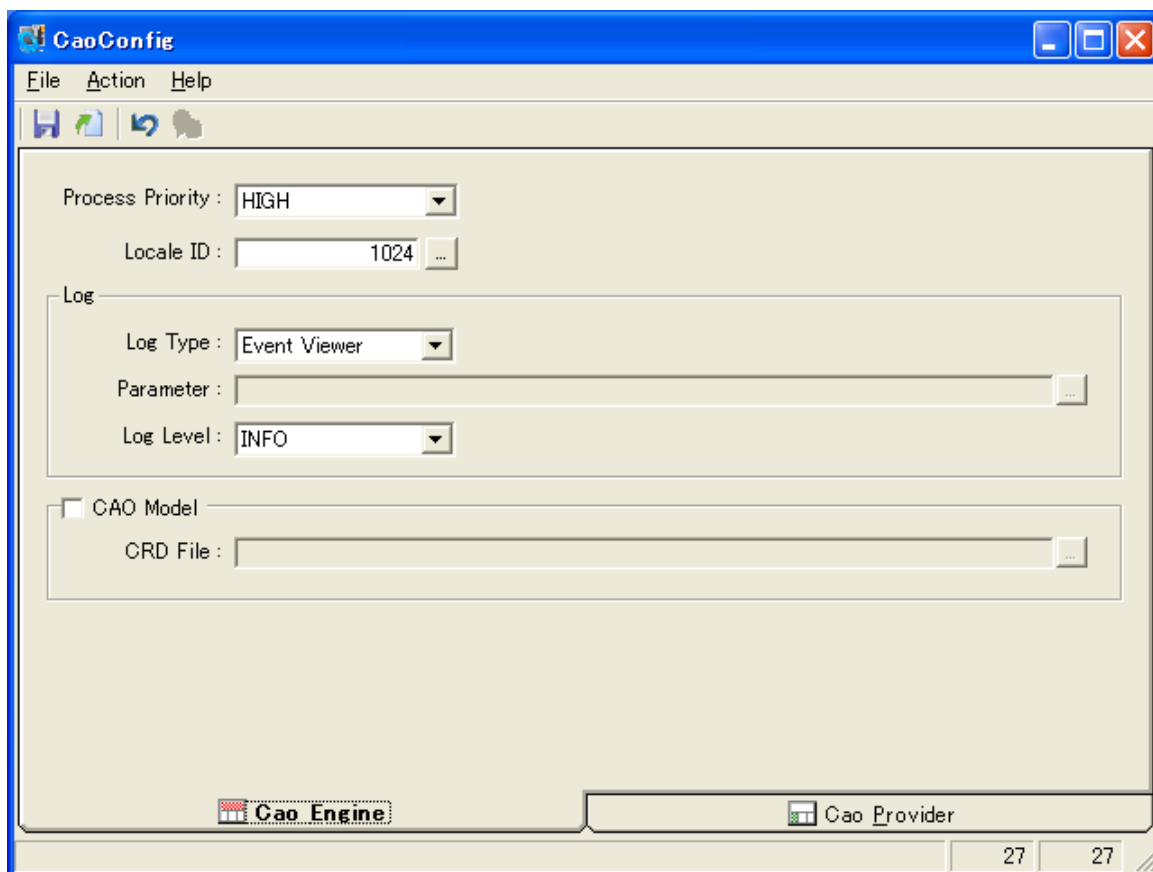 CaoConfig
File Action Help
Process Priority : HIGH
Locale ID : 1024 ...
Log
Log Type : Event Viewer
Parameter : ...
Log Level : INFO
CAO Model
CRD File : ...
Cao Engine Cao Provider
27 27